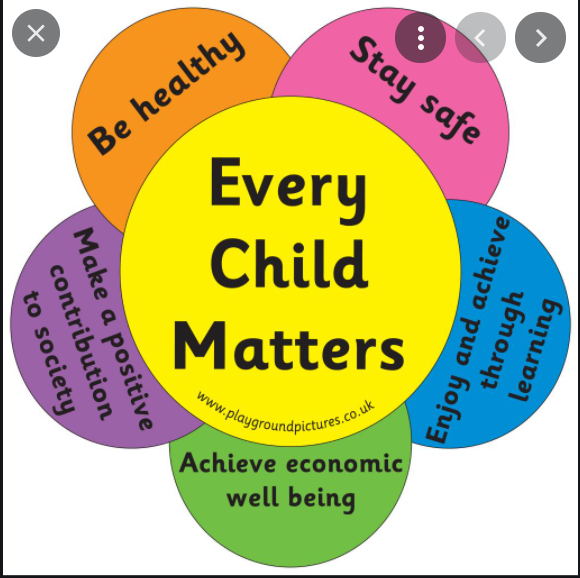 Be healthy
Stay safe
Every
Child
Matters
www.playgroundpictures.co.uk
Make a positive
contribution
to society
Enjoy and achieve
through
learning
Achieve economic
well being